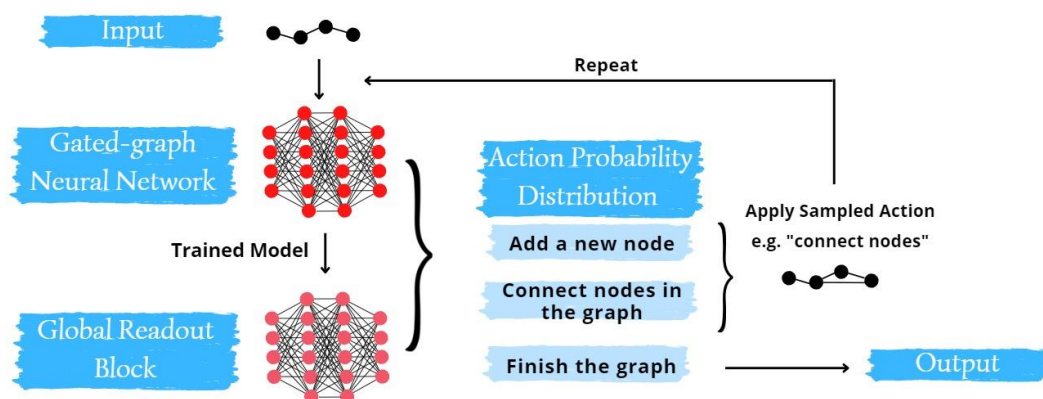 Input
Repeat
Gated-graph
Neural Network
Trained Model
Global Readout
Block
Action Probability
Distribution
Add a new node
Connect nodes in
the graph
Finish the graph
Apply Sampled Action
e.g. "connect nodes"
Output